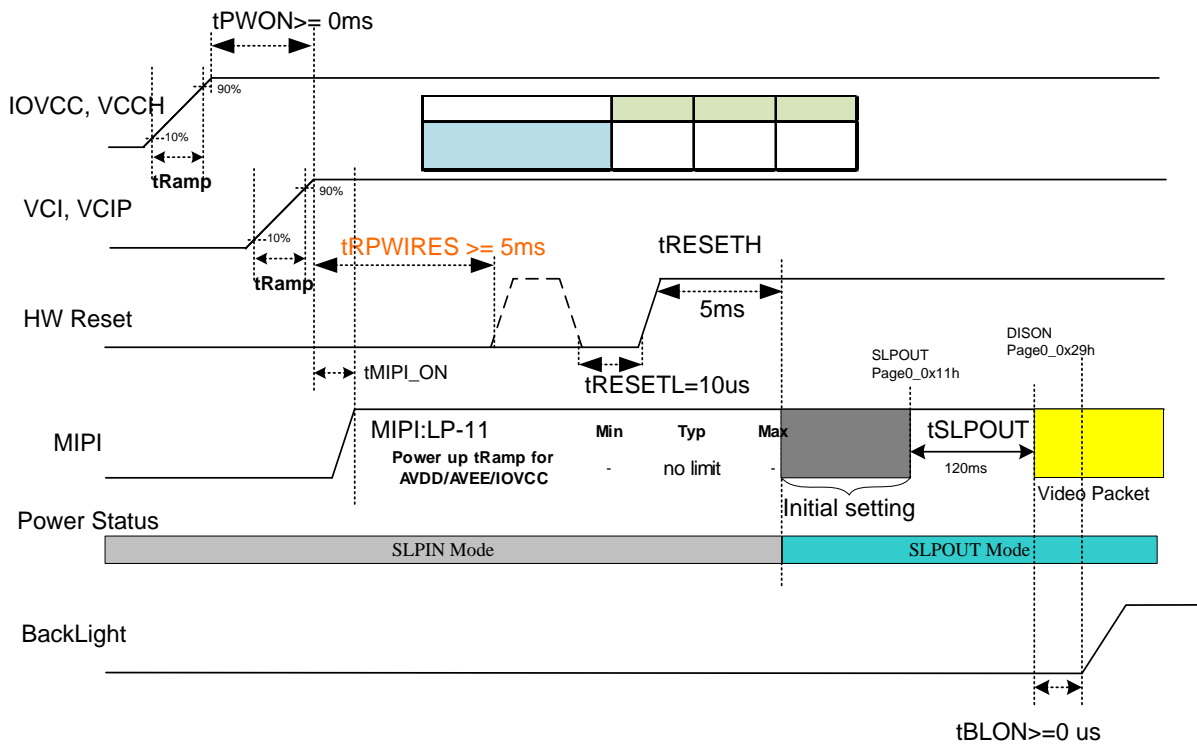 tPWON>= 0ms
90%
IOVCC, VCCH
10%
tRamp
90%
VCI, VCIP
10%
tRamp
tRPWIRES >= 5ms
tRESETH
5ms
HW Reset
tMIPI_ON
tRESETL=10us
SLPOUT
Page0_0x11h
DISON
Page0_0x29h
MIPI
MIPI:LP-11
Min Typ Max
Power up tRamp for
AVDD/AVEE/IOVCC
- no limit -
tSLPOUT
120ms
Initial setting
Video Packet
Power Status
SLPIN Mode
SLPOUT Mode
BackLight
tBLON>=0 us